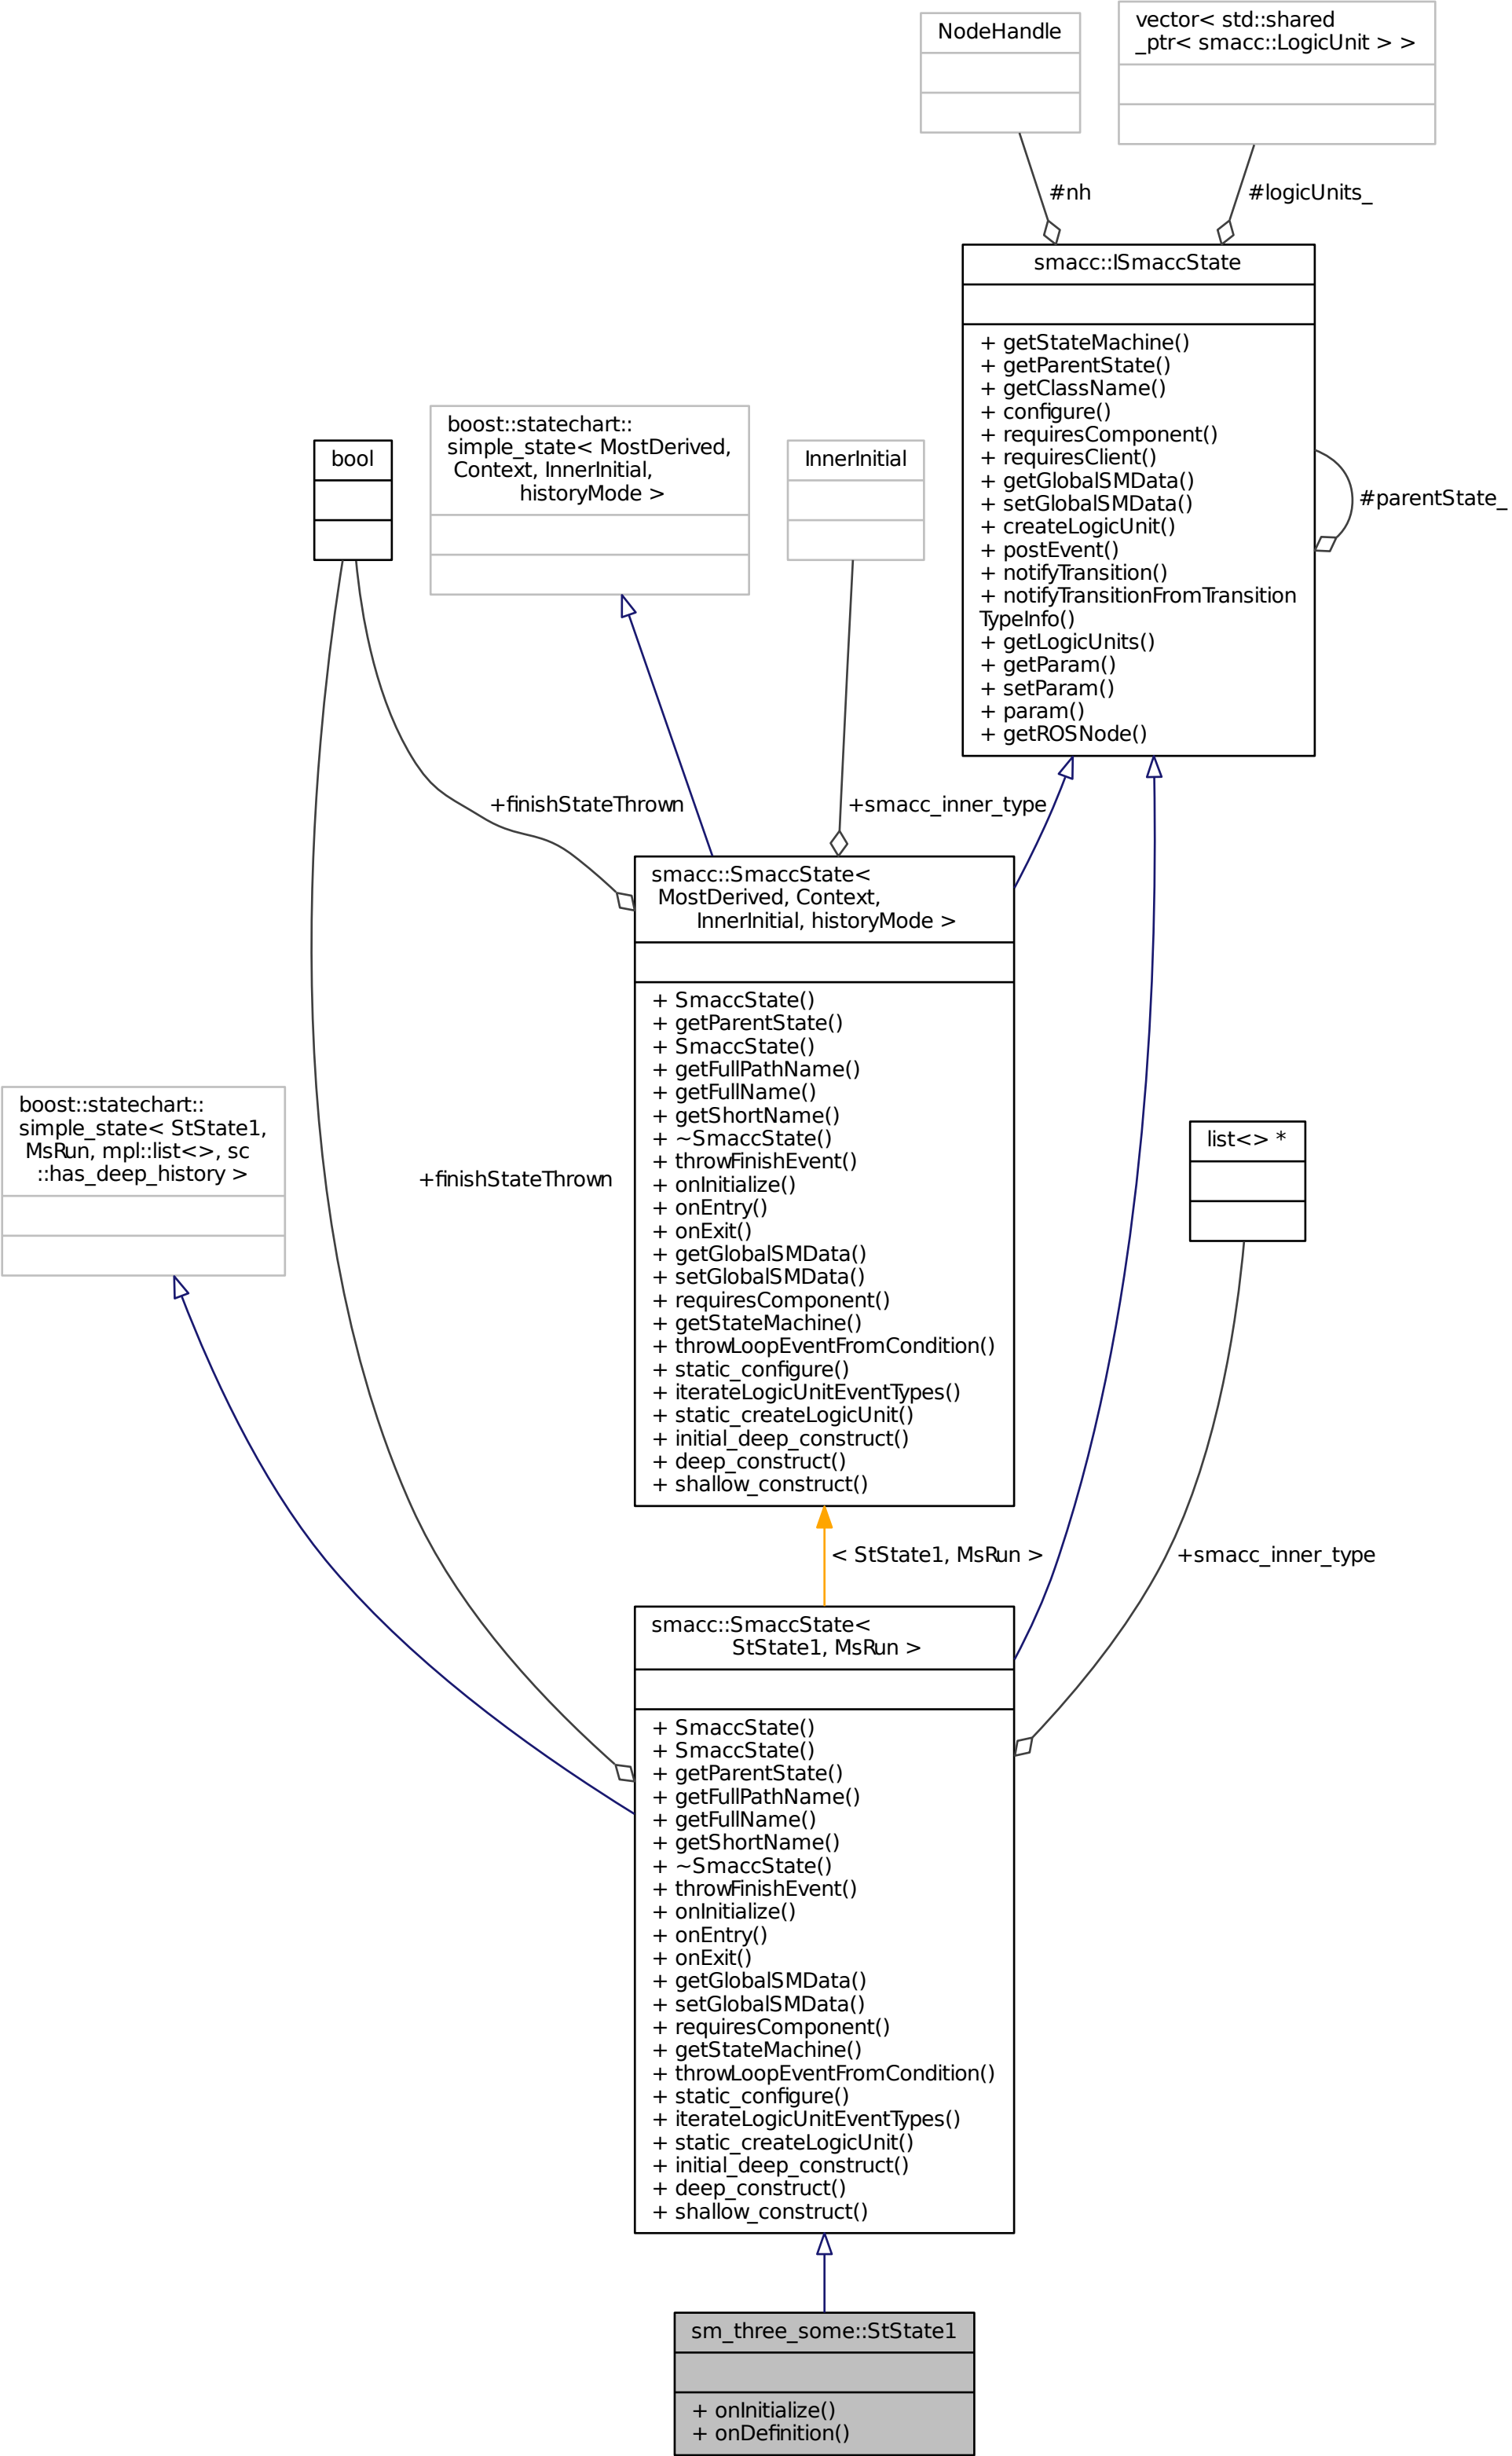 NodeHandle
vector< std::shared
_ptr< smacc::LogicUnit > >
#nh
#logicUnits_
smacc::ISmaccState
+ getStateMachine()
+ getParentState()
+ getClassName()
+ configure()
+ requiresComponent()
+ requiresClient()
+ getGlobalSMData()
+ setGlobalSMData()
+ createLogicUnit()
+ postEvent()
+ notifyTransition()
+ notifyTransitionFromTransition
TypeInfo()
+ getLogicUnits()
+ getParam()
+ setParam()
+ param()
+ getROSNode()
#parentState_
bool
boost::statechart::
simple_state< MostDerived,
Context, InnerInitial,
historyMode >
InnerInitial
+finishStateThrown
+smacc_inner_type
smacc::SmaccState<
MostDerived, Context,
InnerInitial, historyMode >
+ SmaccState()
+ getParentState()
+ SmaccState()
+ getFullPathName()
+ getFullName()
+ getShortName()
+ ~SmaccState()
+ throwFinishEvent()
+ onInitialize()
+ onEntry()
+ onExit()
+ getGlobalSMData()
+ setGlobalSMData()
+ requiresComponent()
+ getStateMachine()
+ throwLoopEventFromCondition()
+ static_configure()
+ iterateLogicUnitEventTypes()
+ static_createLogicUnit()
+ initial_deep_construct()
+ deep_construct()
+ shallow_construct()
boost::statechart::
simple_state< StState1,
MsRun, mpl::list<>, sc
::has_deep_history >
+finishStateThrown
list<> *
< StState1, MsRun >
+smacc_inner_type
smacc::SmaccState<
StState1, MsRun >
+ SmaccState()
+ SmaccState()
+ getParentState()
+ getFullPathName()
+ getFullName()
+ getShortName()
+ ~SmaccState()
+ throwFinishEvent()
+ onInitialize()
+ onEntry()
+ onExit()
+ getGlobalSMData()
+ setGlobalSMData()
+ requiresComponent()
+ getStateMachine()
+ throwLoopEventFromCondition()
+ static_configure()
+ iterateLogicUnitEventTypes()
+ static_createLogicUnit()
+ initial_deep_construct()
+ deep_construct()
+ shallow_construct()
sm_three_some::StState1
+ onInitialize()
+ onDefinition()